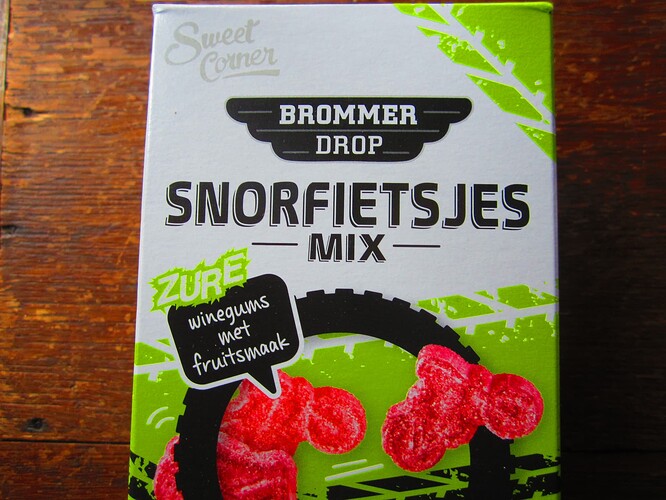 Sweet
Corner
BROMMER
DROP
SNORFIETSJES
MIX
ZURE
winegums
met
fruitsmaak